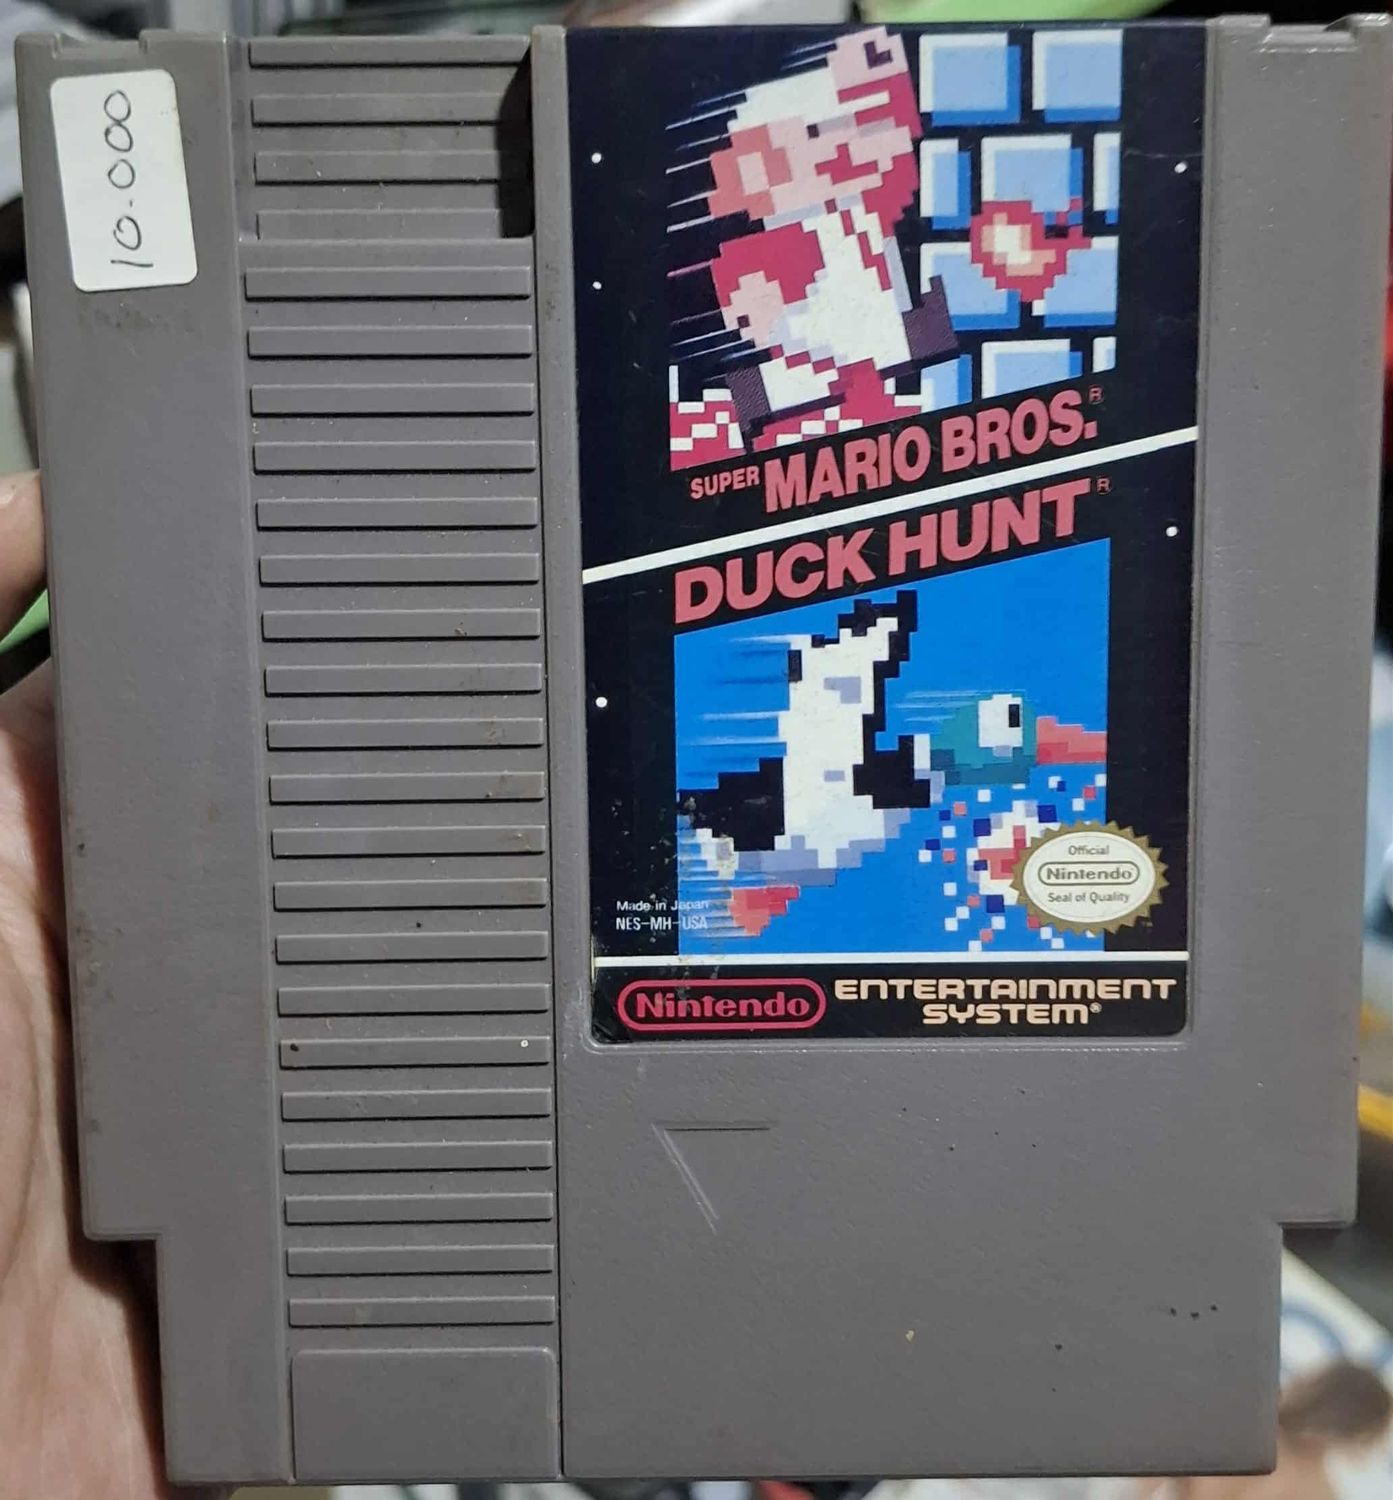 10.000
SUPER MARIO BROS.®
DUCK HUNT®
Made in Japan
NES-MH-USA
Official
Nintendo
Seal of Quality
Nintendo ENTERTAINMENT
SYSTEM®